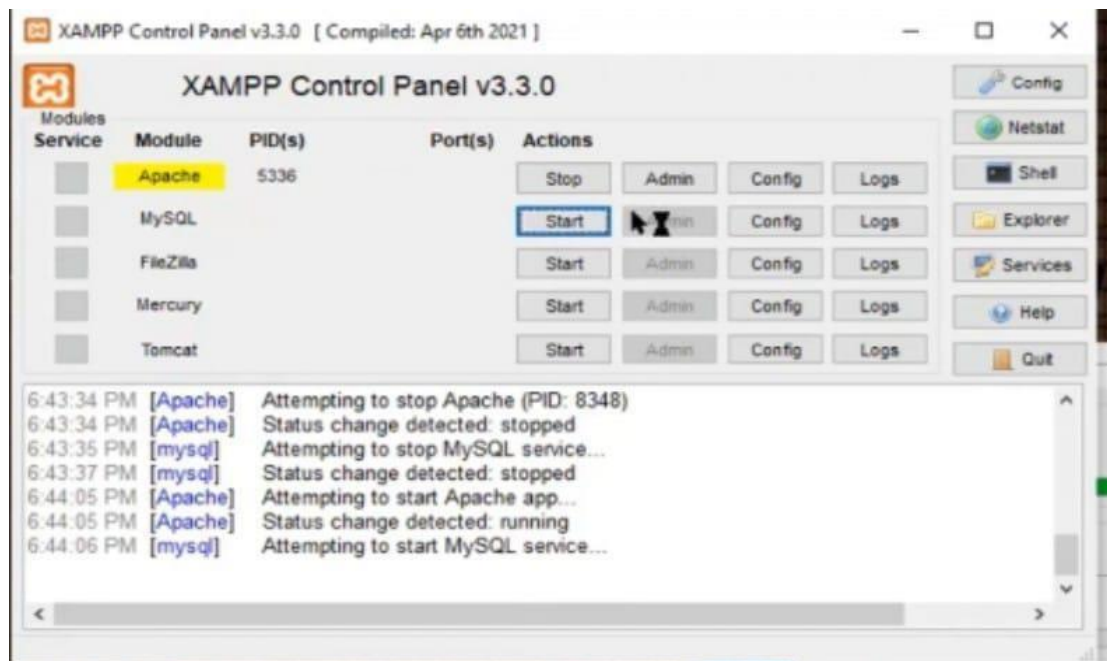 XAMPP Control Panel v3.3.0 [ Compiled: Apr 6th 2021 ]
XAMPP Control Panel v3.3.0
Config
Modules
Service Module PID(s) Port(s) Actions
Netstat
Apache 5336 Stop Admin Config Logs
Shell
MySQL Start Config Logs
Explorer
FileZilla Start Admin Config Logs
Services
Mercury Start Admin Config Logs
Help
Tomcat Start Admin Config Logs
Quit
6:43:34 PM [Apache] Attempting to stop Apache (PID: 8348)
6:43:34 PM [Apache] Status change detected: stopped
6:43:35 PM [mysql] Attempting to stop MySQL service...
6:43:37 PM [mysql] Status change detected: stopped
6:44:05 PM [Apache] Attempting to start Apache app...
6:44:05 PM [Apache] Status change detected: running
6:44:06 PM [mysql] Attempting to start MySQL service...